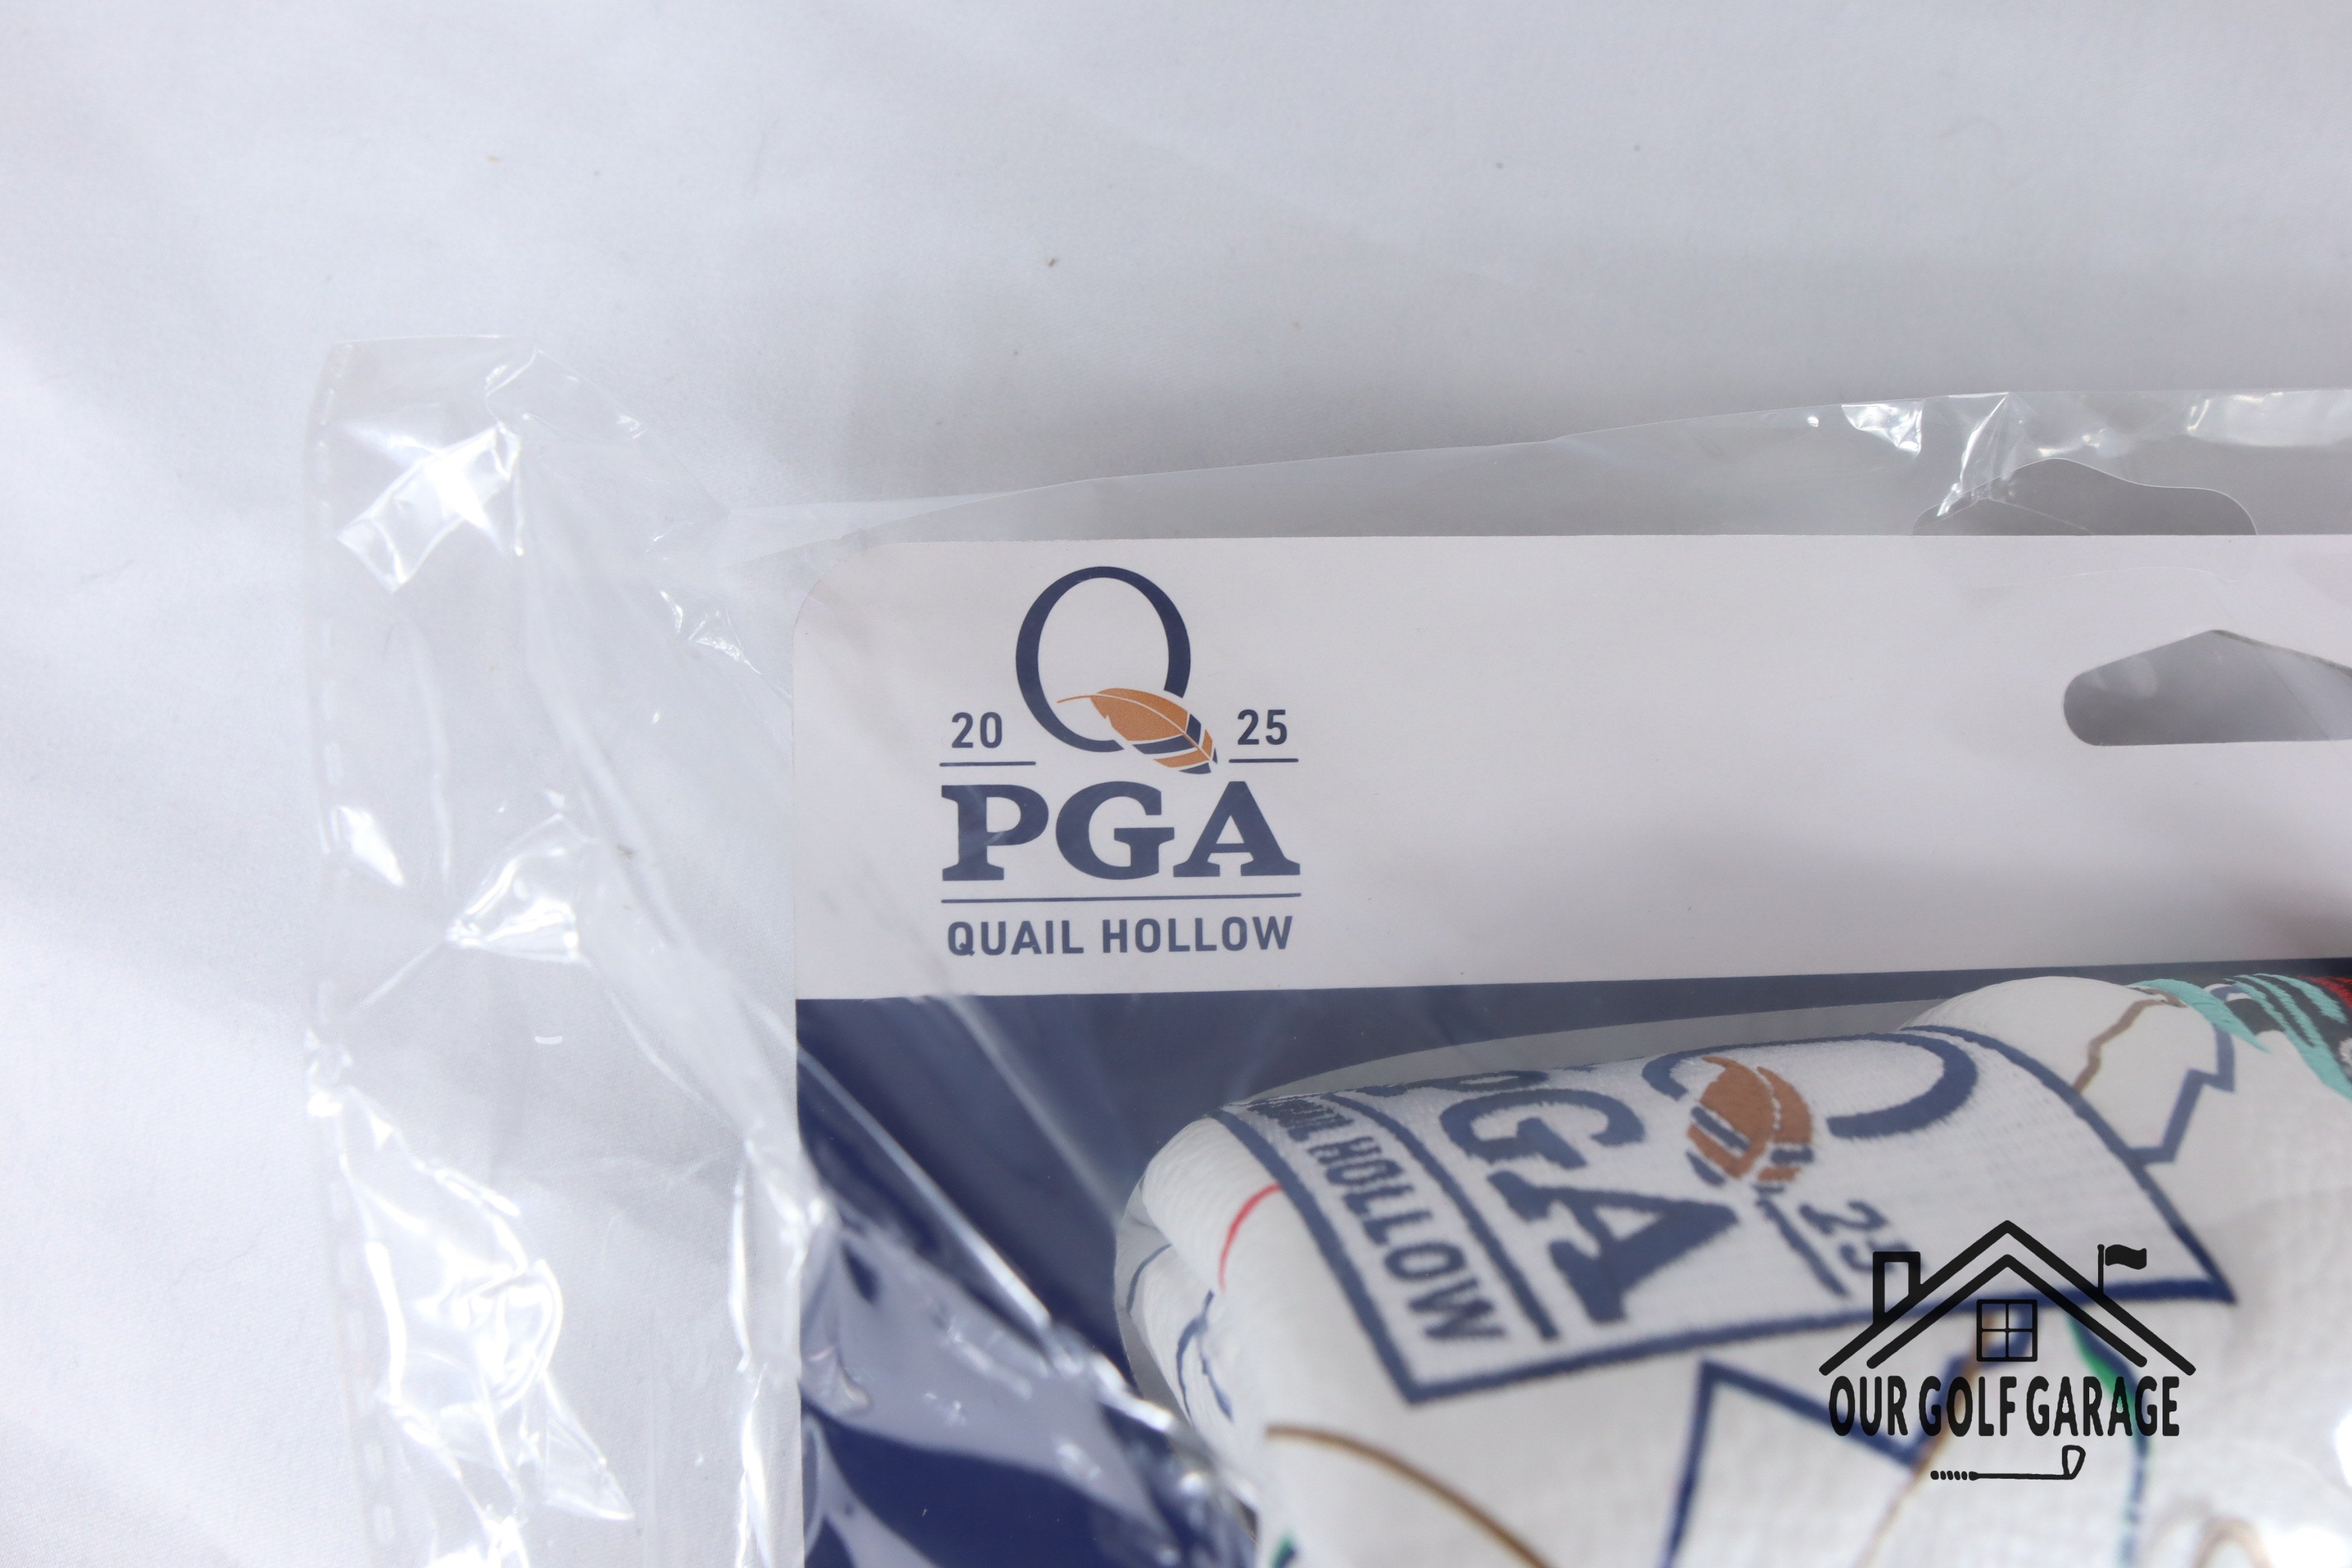 20 25
PGA
QUAIL HOLLOW
25
PGA
HOLLOW
OUR GOLF GARAGE